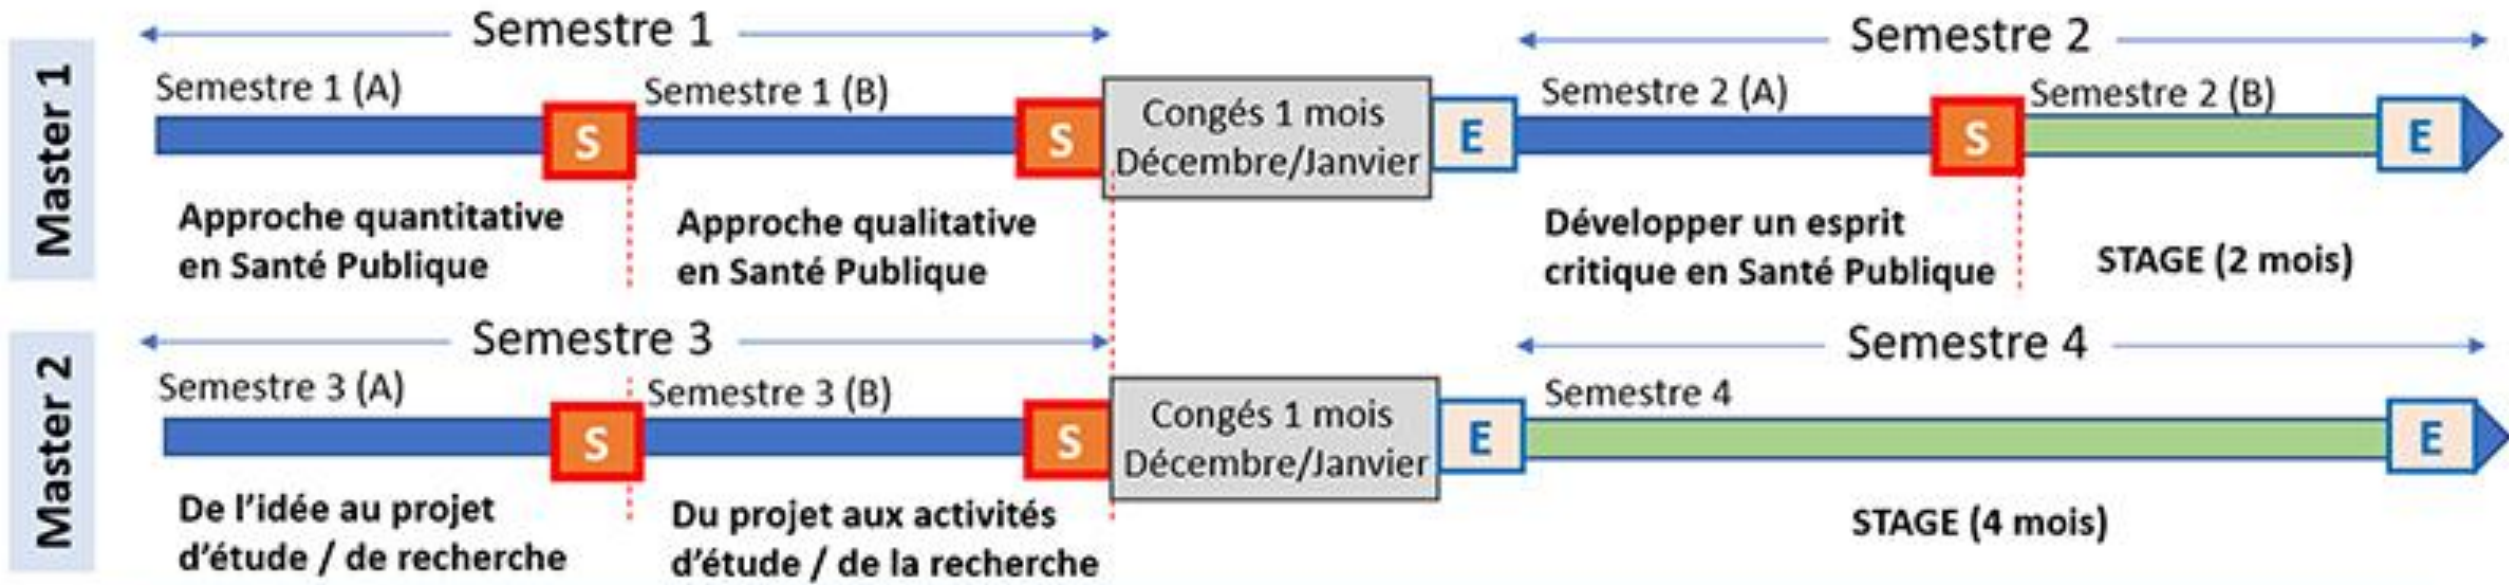 Master 1
Semestre 1
Semestre 2
Semestre 1 (A)
S
Semestre 1 (B)
S
Congés 1 mois
Décembre/Janvier
E
Semestre 2 (A)
S
Semestre 2 (B)
E
Approche quantitative
en Santé Publique
Approche qualitative
en Santé Publique
Développer un esprit
critique en Santé Publique
STAGE (2 mois)
Master 2
Semestre 3
Semestre 4
Semestre 3 (A)
S
Semestre 3 (B)
S
Congés 1 mois
Décembre/Janvier
E
Semestre 4
E
De l’idée au projet
d’étude / de recherche
Du projet aux activités
d’étude / de la recherche
STAGE (4 mois)